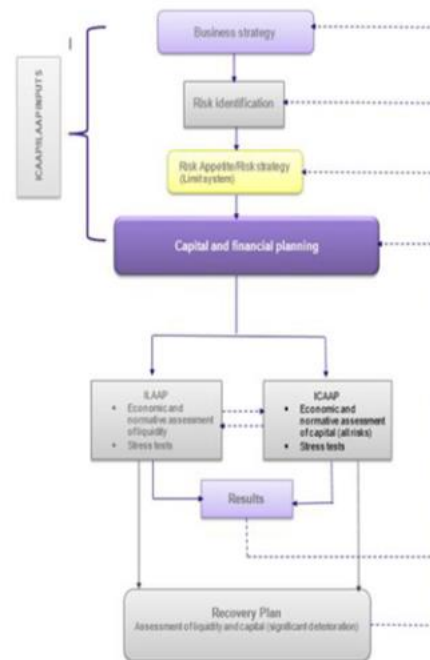 ICAAP/ILAAP INPUTS
Business strategy
Risk identification
Risk Appetite/Risk strategy
(Limit system)
Capital and financial planning
ILAAP
+ Economic and
normative assessment
of liquidity
+ Stress tests
ICAAP
• Economic and
normative assessment
of capital (all risks)
• Stress tests
Results
Recovery Plan
Assessment of liquidity and capital (significant deterioration)